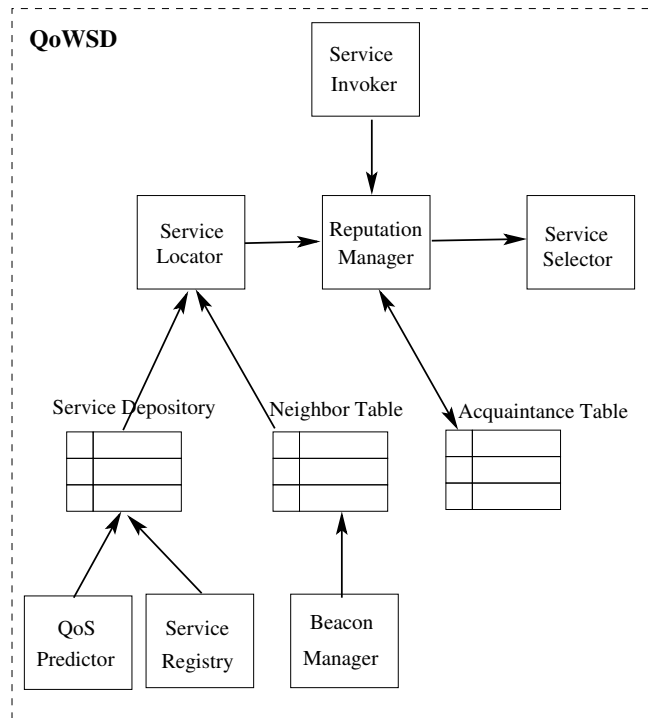 QoWSD
Service
Invoker
Service
Locator
Reputation
Manager
Service
Selector
Service Depository
Neighbor Table
Acquaintance Table
QoS
Predictor
Service
Registry
Beacon
Manager